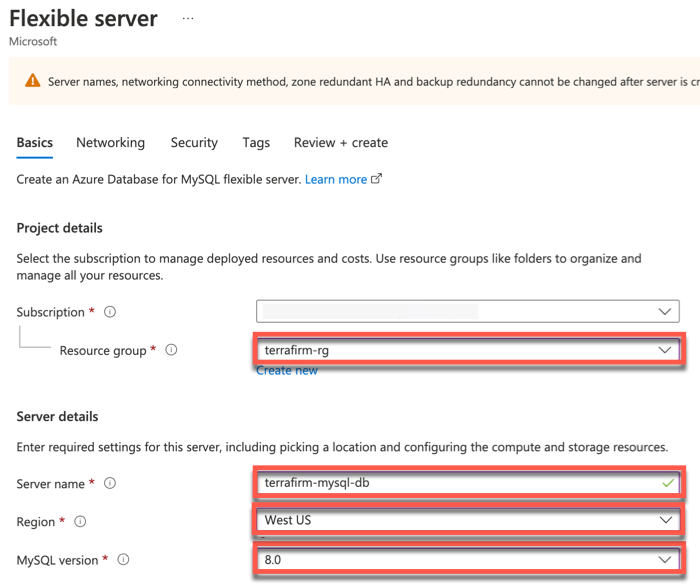 Flexible server ...
Microsoft
Server names, networking connectivity method, zone redundant HA and backup redundancy cannot be changed after server is cr
Basics Networking Security Tags Review + create
Create an Azure Database for MySQL flexible server. Learn more
Project details
Select the subscription to manage deployed resources and costs. Use resource groups like folders to organize and
manage all your resources.
Subscription *
Resource group * terrafirm-rg
Create new
Server details
Enter required settings for this server, including picking a location and configuring the compute and storage resources.
Server name * terrafirm-mysql-db
Region * West US
MySQL version * 8.0